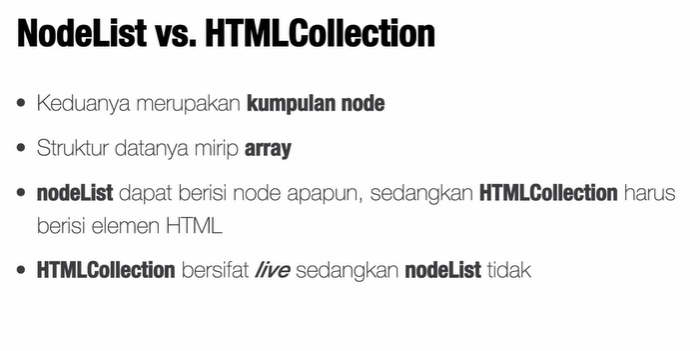 NodeList vs. HTMLCollection
• Keduanya merupakan kumpulan node
• Struktur datanya mirip array
• nodeList dapat berisi node apapun, sedangkan HTMLCollection harus
berisi elemen HTML
• HTMLCollection bersifat live sedangkan nodeList tidak